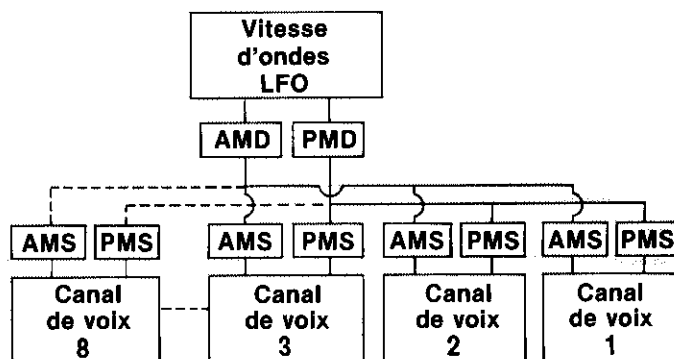 Vitesse
d'ondes
LFO
AMD PMD
AMS PMS AMS PMS AMS PMS AMS PMS
Canal
de voix
8
Canal
de voix
3
Canal
de voix
2
Canal
de voix
1